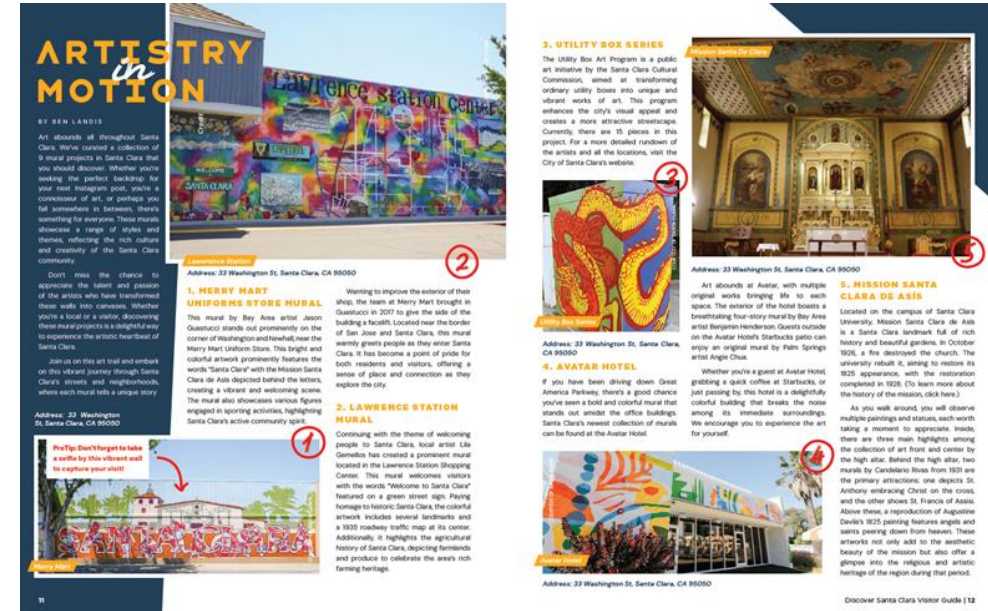 ARTISTRY
in
MOTION
BY BEN LANDIS
Art abounds all throughout Santa
Clara. We've curated a collection of
9 mural projects in Santa Clara that
you should discover. Whether you're
seeking the perfect backdrop for
your next Instagram post, you're a
connoisseur of art, or perhaps you
fall somewhere in between, there's
something for everyone. These murals
showcase a range of styles and
themes, reflecting the rich culture
and creativity of the Santa Clara
community.
Don't miss the chance to
appreciate the talent and passion
of the artists who have transformed
these walls into canvases. Whether
you're a local or a visitor, discovering
these mural projects is a delightful way
to experience the artistic heartbeat of
Santa Clara.
Join us on this art trail and embark
on this vibrant journey through Santa
Clara's streets and neighborhoods,
where each mural tells a unique story
Address: 33 Washington
St, Santa Clara, CA 95050
ProTip: Don't forget to take
a selfie by this vibrant wall
to capture your visit!
1
SANTA CLARA
Merry Mart
11
Lawrence station center
SANTA CLARA
2
Lawrence Station
Address: 33 Washington St, Santa Clara, CA 95050
1. MERRY MART
UNIFORMS STORE MURAL
This mural by Bay Area artist Jason
Guastucci stands out prominently on the
corner of Washington and Newhall, near the
Merry Mart Uniform Store. This bright and
colorful artwork prominently features the
words "Santa Clara" with the Mission Santa
Clara de Asis depicted behind the letters,
creating a vibrant and welcoming scene.
The mural also showcases various figures
engaged in sporting activities, highlighting
Santa Clara's active community spirit.
Wanting to improve the exterior of their
shop, the team at Merry Mart brought in
Guastucci in 2017 to give the side of the
building a facelift. Located near the border
of San Jose and Santa Clara, this mural
warmly greets people as they enter Santa
Clara. It has become a point of pride for
both residents and visitors, offering a
sense of place and connection as they
explore the city.
2. LAWRENCE STATION
MURAL
Continuing with the theme of welcoming
people to Santa Clara, local artist Lila
Gemellos has created a prominent mural
located in the Lawrence Station Shopping
Center. This mural welcomes visitors
with the words "Welcome to Santa Clara"
featured on a green street sign. Paying
homage to historic Santa Clara, the colorful
artwork includes several landmarks and
a 1935 roadway traffic map at its center.
Additionally, it highlights the agricultural
history of Santa Clara, depicting farmlands
and produce to celebrate the area's rich
farming heritage.
3. UTILITY BOX SERIES
The Utility Box Art Program is a public
art initiative by the Santa Clara Cultural
Commission, aimed at transforming
ordinary utility boxes into unique and
vibrant works of art. This program
enhances the city's visual appeal and
creates a more attractive streetscape.
Currently, there are 15 pieces in this
project. For a more detailed rundown of
the artists and all the locations, visit the
City of Santa Clara's website.
3
Utility Box Series
Address: 33 Washington St, Santa Clara, CA 95050
4. AVATAR HOTEL
If you have been driving down Great
America Parkway, there's a good chance
you've seen a bold and colorful mural that
stands out amidst the office buildings.
Santa Clara's newest collection of murals
can be found at the Avatar Hotel.
Mission Santa De Clara
5
Address: 33 Washington St, Santa Clara, CA 95050
Art abounds at Avatar, with multiple
original works bringing life to each
space. The exterior of the hotel boasts a
breathtaking four-story mural by Bay Area
artist Benjamin Henderson. Guests outside
on the Avatar Hotel's Starbucks patio can
enjoy an original mural by Palm Springs
artist Angie Chua.
Whether you're a guest at Avatar Hotel,
grabbing a quick coffee at Starbucks, or
just passing by, this hotel is a delightfully
colorful building that breaks the noise
among its immediate surroundings.
We encourage you to experience the art
for yourself.
4
Avatar Hotel
Address: 33 Washington St, Santa Clara, CA 95050
5. MISSION SANTA
CLARA DE ASÍS
Located on the campus of Santa Clara
University, Mission Santa Clara de Asis
is a Santa Clara landmark full of rich
history and beautiful gardens. In October
1926, a fire destroyed the church. The
university rebuilt it, aiming to restore its
1825 appearance, with the restoration
completed in 1928. (To learn more about
the history of the mission, click here.)
As you walk around, you will observe
multiple paintings and statues, each worth
taking a moment to appreciate. Inside,
there are three main highlights among
the collection of art front and center by
the high altar. Behind the high altar, two
murals by Candelario Rivas from 1931 are
the primary attractions: one depicts St.
Anthony embracing Christ on the cross,
and the other shows St. Francis of Assisi.
Above these, a reproduction of Augustine
Davila's 1825 painting features angels and
saints peering down from heaven. These
artworks not only add to the aesthetic
beauty of the mission but also offer a
glimpse into the religious and artistic
heritage of the region during that period.
Discover Santa Clara Visitor Guide | 12